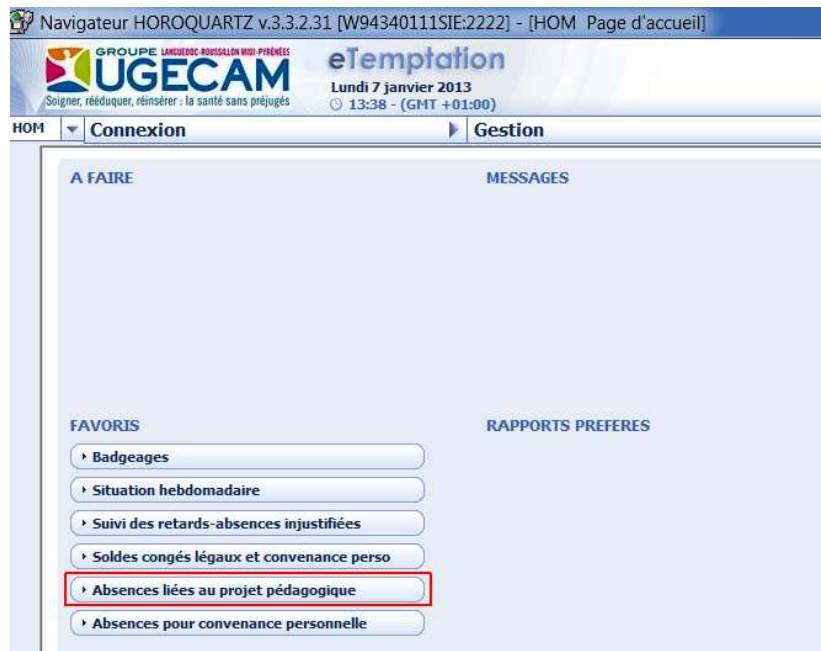 Navigateur HOROQUARTZ v.3.3.2.31 [W94340111SIE:2222] - [HOM Page d'accueil]
GROUPE LANGUEDOC-ROUSSILLON MIDI-PYRÉNÉES
UGECAM
Soigner, rééduquer, réinsérer : la santé sans préjugés
eTemptation
Lundi 7 janvier 2013
13:38 - (GMT +01:00)
HOM Connexion Gestion
A FAIRE MESSAGES
FAVORIS RAPPORTS PREFERES
Badgeages
Situation hebdomadaire
Suivi des retards-absences injustifiées
Soldes congés légaux et convenance perso
Absences liées au projet pédagogique
Absences pour convenance personnelle